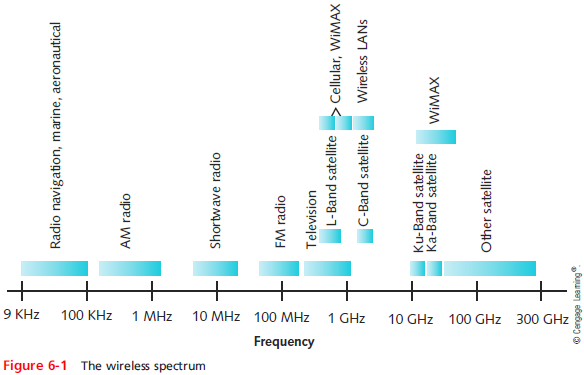 Radio navigation, marine, aeronautical
AM radio
Shortwave radio
FM radio
Television
L-Band satellite
> Cellular, WiMAX
C-Band satellite
Wireless LANs
Ku-Band satellite
Ka-Band satellite
WiMAX
Other satellite
9 KHz 100 KHz 1 MHz 10 MHz 100 MHz 1 GHz 10 GHz 100 GHz 300 GHz
Frequency
© Cengage Learning®.
Figure 6-1 The wireless spectrum